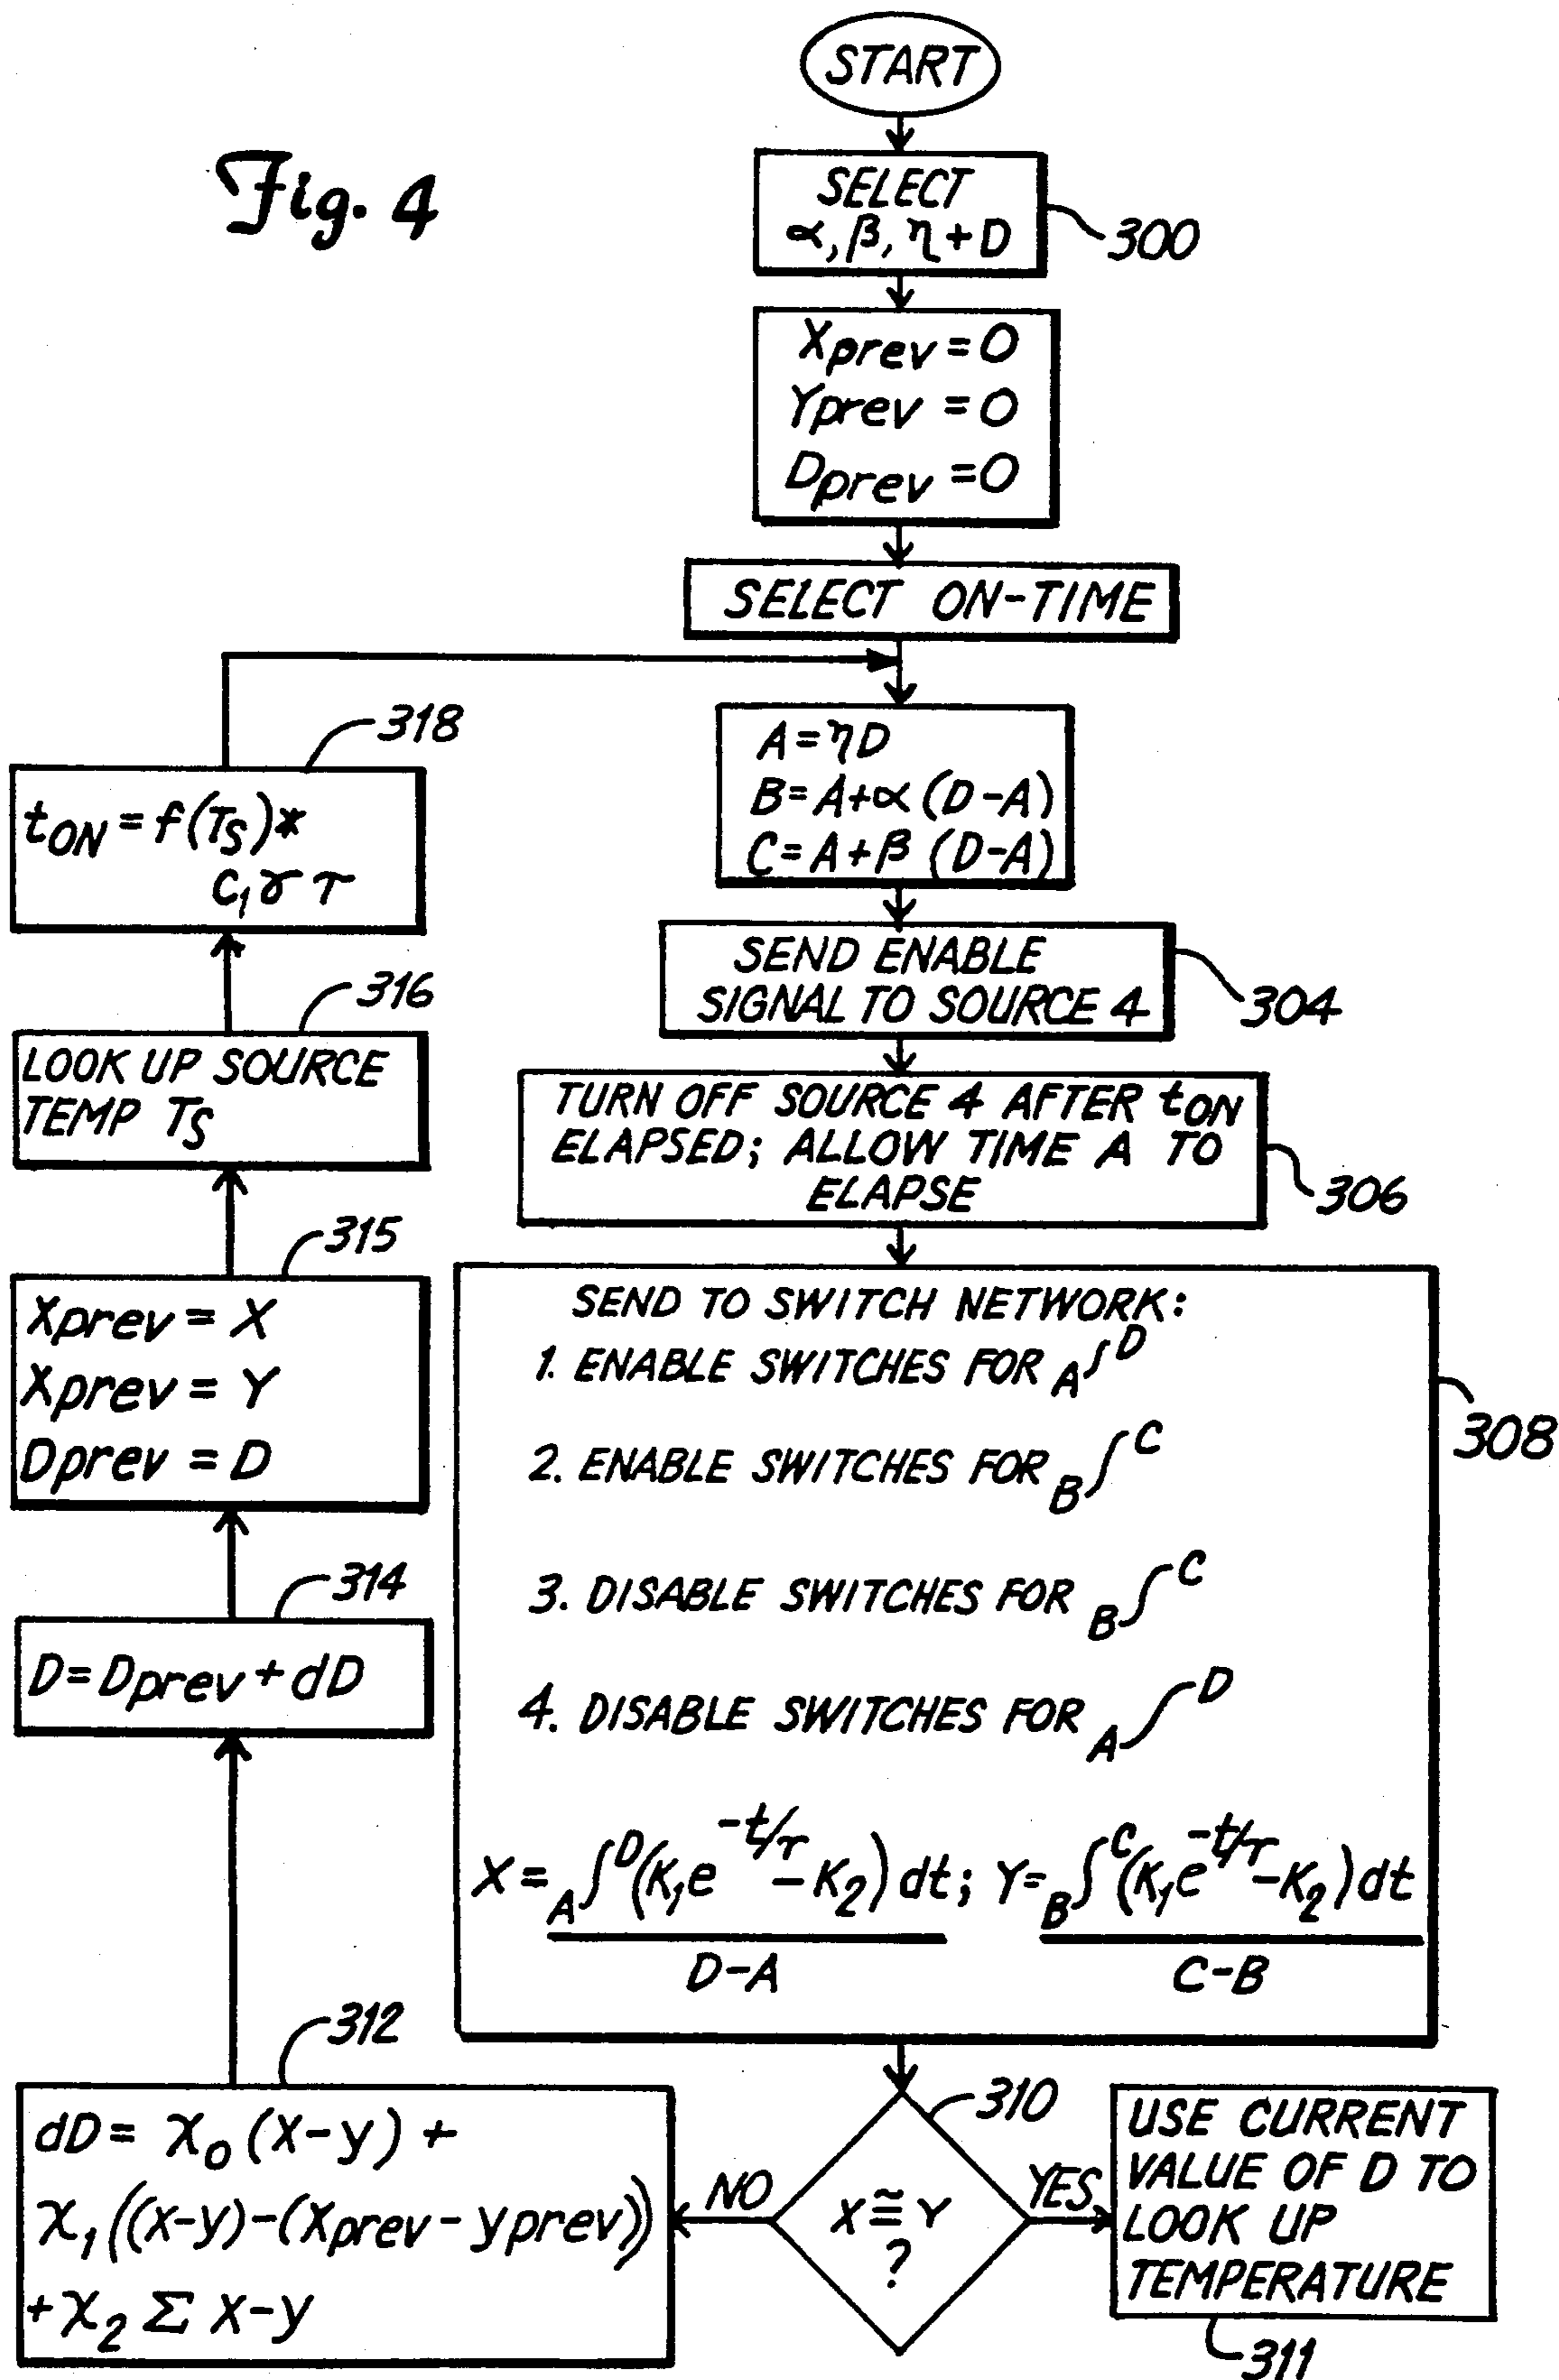 Fig. 4
START
SELECT
α, β, η + D
300
Xprev = 0
Yprev = 0
Dprev = 0
SELECT ON-TIME
A = ηD
B = A + α (D-A)
C = A + β (D-A)
SEND ENABLE
SIGNAL TO SOURCE 4
304
TURN OFF SOURCE 4 AFTER tON
ELAPSED; ALLOW TIME A TO
ELAPSE
306
SEND TO SWITCH NETWORK:
1. ENABLE SWITCHES FOR A∫D
2. ENABLE SWITCHES FOR B∫C
3. DISABLE SWITCHES FOR B∫C
4. DISABLE SWITCHES FOR A∫D
X = A∫D (K1e -t/τ - K2) dt; Y = B∫C (K1e -t/τ - K2) dt
D-A C-B
308
X ≅ Y
?
310
YES
USE CURRENT
VALUE OF D TO
LOOK UP
TEMPERATURE
311
NO
312
dD = χ0 (x-y) +
χ1 ((x-y)-(xprev - yprev))
+ χ2 Σ x-y
314
D = Dprev + dD
315
Xprev = X
Xprev = Y
Dprev = D
316
LOOK UP SOURCE
TEMP TS
318
tON = f(TS)*
C1 γ τ